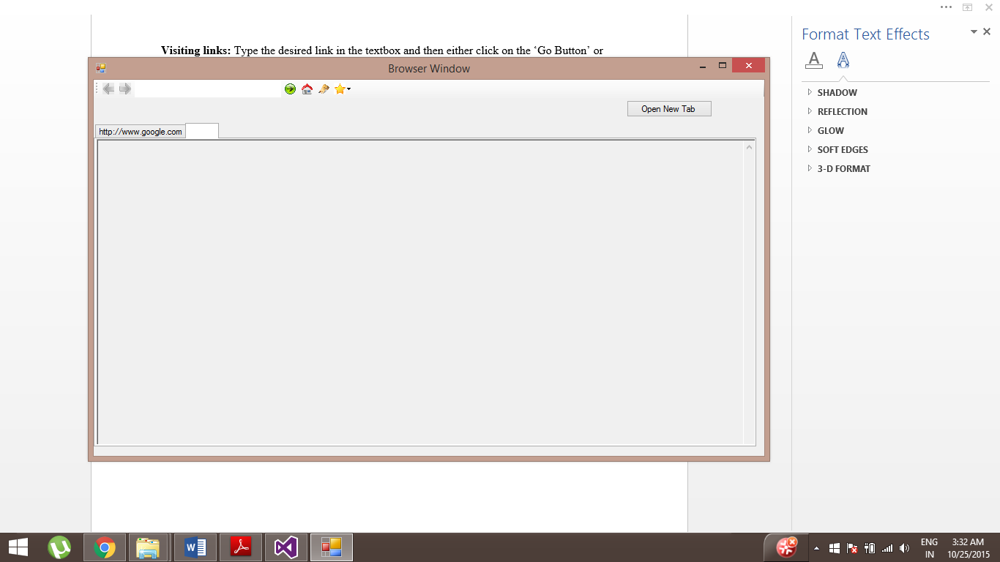 Format Text Effects
Visiting links: Type the desired link in the textbox and then either click on the ‘Go Button’ or
Browser Window
Open New Tab
http://www.google.com
SHADOW
REFLECTION
GLOW
SOFT EDGES
3-D FORMAT
ENG
IN
3:32 AM
10/25/2015